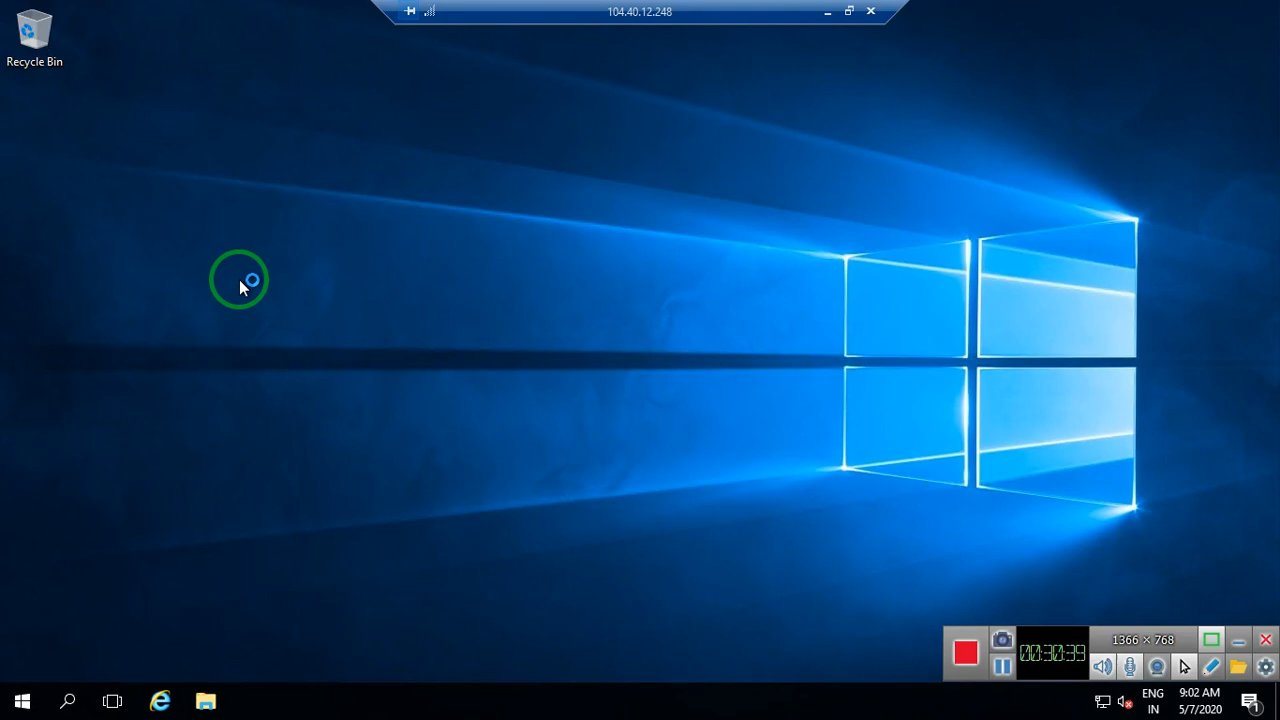 104.40.12.248
Recycle Bin
1366 × 768
00:30:39
ENG
IN
9:02 AM
5/7/2020
1